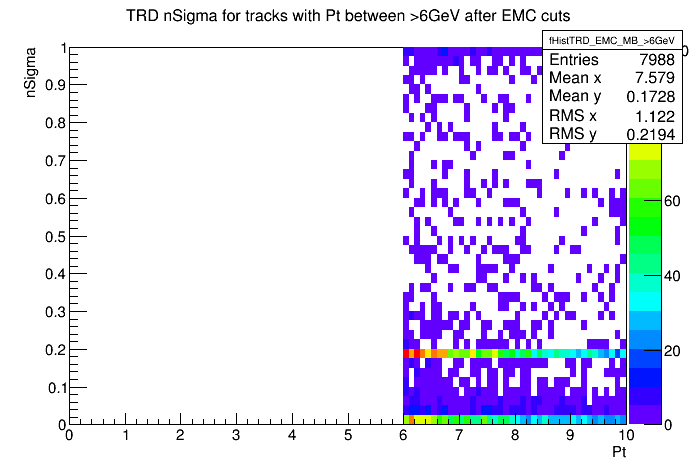 TRD nSigma for tracks with Pt between >6GeV after EMC cuts
fHistTRD_EMC_MB_>6GeV
Entries 7988
Mean x 7.579
Mean y 0.1728
RMS x 1.122
RMS y 0.2194
nSigma
1
0.9
0.8
0.7
0.6
0.5
0.4
0.3
0.2
0.1
0
0 1 2 3 4 5 6 7 8 9 10
Pt
0
60
40
20
0